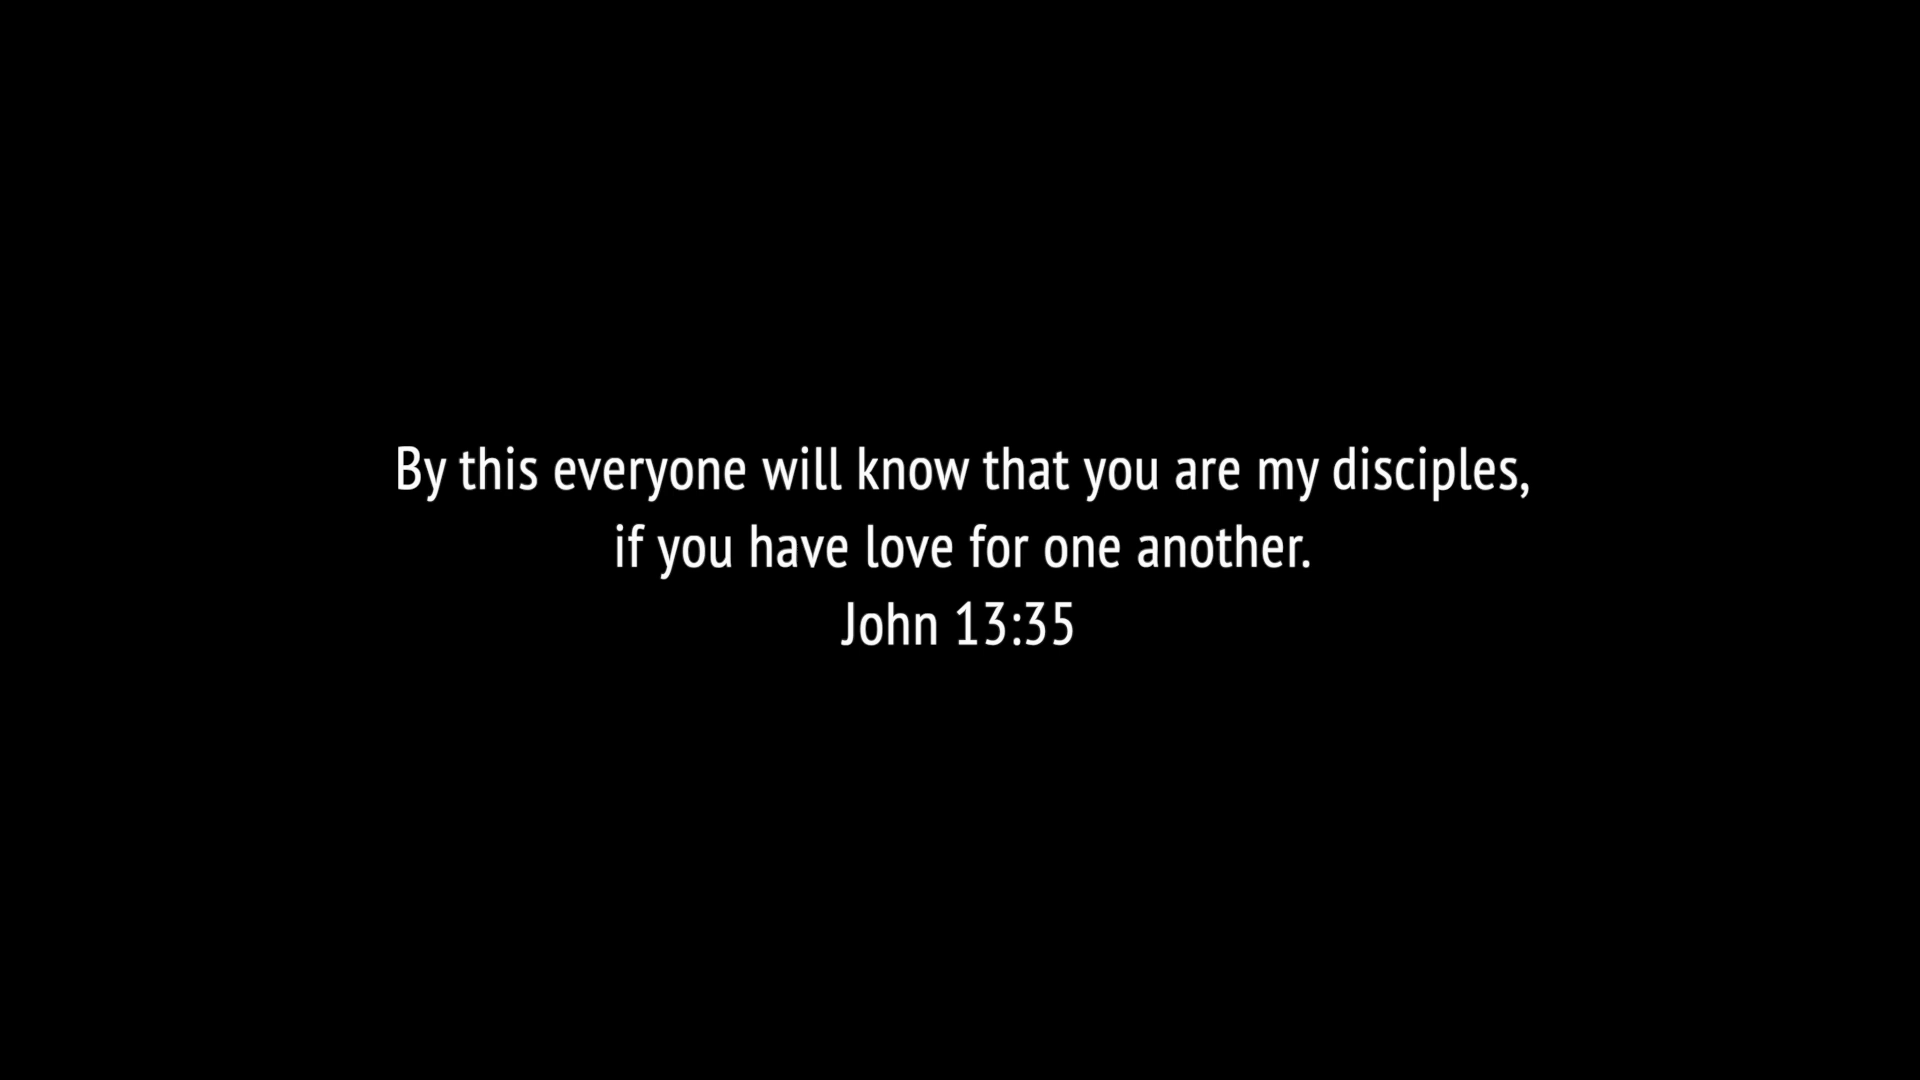 By this everyone will know that you are my disciples,
if you have love for one another.
John 13:35